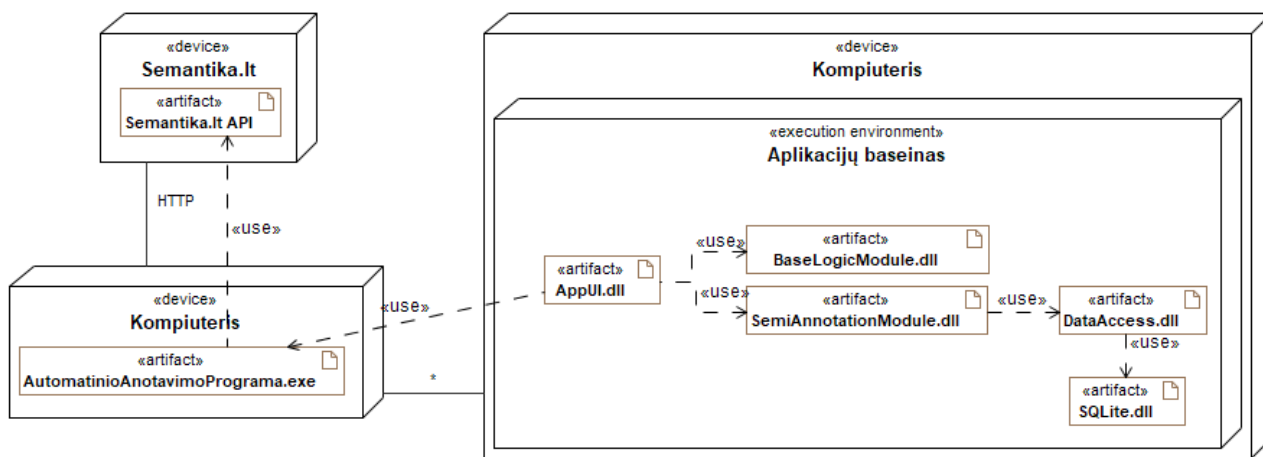 «device»
Semantika.lt
«artifact»
Semantika.lt API
HTTP
«use»
«device»
Kompiuteris
«artifact»
AutomatinioAnotavimoPrograma.exe
*
«use»
«device»
Kompiuteris
«execution environment»
Aplikacijų baseinas
«artifact»
AppUI.dll
«use»
«artifact»
BaseLogicModule.dll
«use»
«artifact»
SemiAnnotationModule.dll
«use»
«artifact»
DataAccess.dll
«use»
«artifact»
SQLite.dll